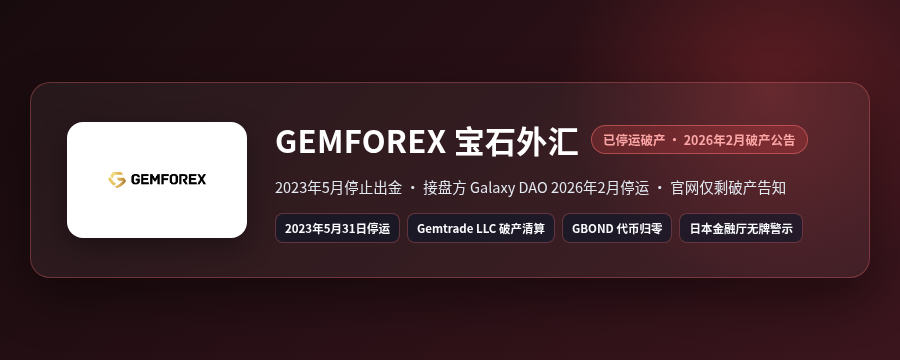 GEMFOREX
GEMFOREX 宝石外汇
已停运破产 · 2026年2月破产公告
2023年5月停止出金 · 接盘方 Galaxy DAO 2026年2月停运 · 官网仅剩破产告知
2023年5月31日停运
Gemtrade LLC 破产清算
GBOND 代币归零
日本金融厅无牌警示